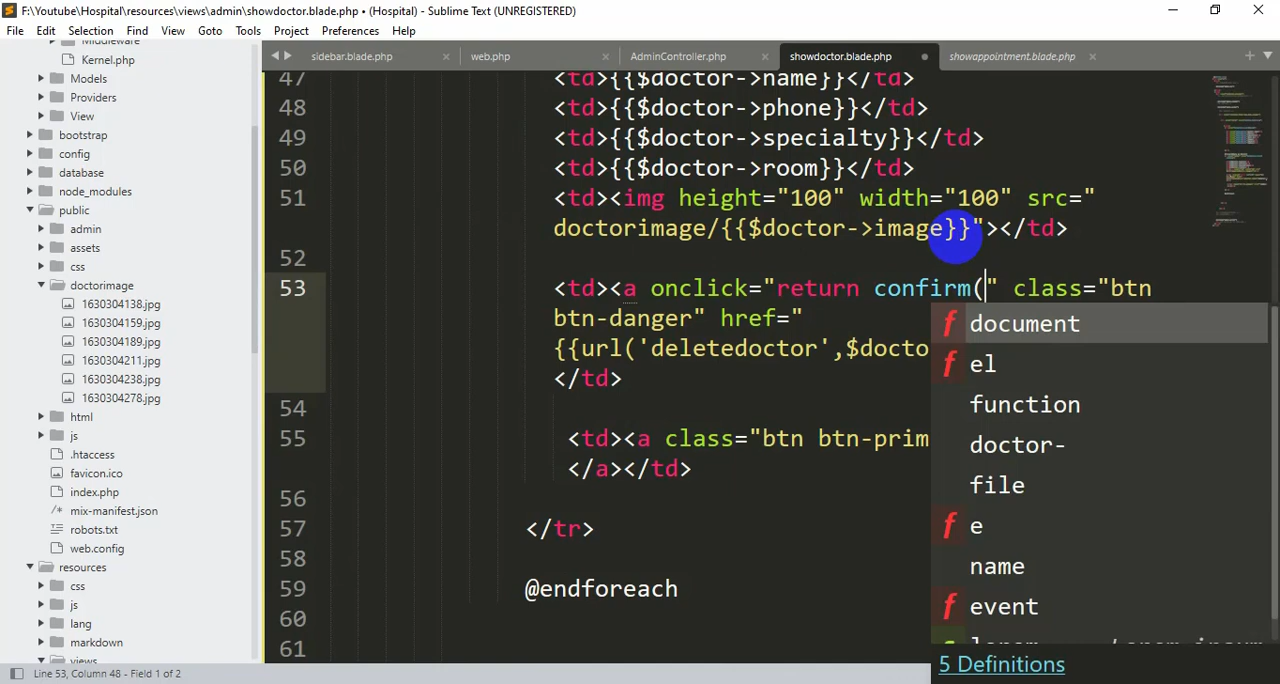 F:\Youtube\Hospital\resources\views\admin\showdoctor.blade.php • (Hospital) - Sublime Text (UNREGISTERED)
File Edit Selection Find View Goto Tools Project Preferences Help
sidebar.blade.php × web.php × AdminController.php × showdoctor.blade.php showappointment.blade.php ×
Middleware
Kernel.php
Models
Providers
View
bootstrap
config
database
node_modules
public
admin
assets
css
doctorimage
1630304138.jpg
1630304159.jpg
1630304189.jpg
1630304211.jpg
1630304238.jpg
1630304278.jpg
html
js
.htaccess
favicon.ico
index.php
mix-manifest.json
robots.txt
web.config
resources
css
js
lang
markdown
views
47 <td>{{$doctor->name}}</td>
48 <td>{{$doctor->phone}}</td>
49 <td>{{$doctor->specialty}}</td>
50 <td>{{$doctor->room}}</td>
51 <td><img height="100" width="100" src="
doctorimage/{{$doctor->image}}"></td>
52
53 <td><a onclick="return confirm(" class="btn
btn-danger" href="
{{url('deletedoctor',$docto
</td>
54
55 <td><a class="btn btn-prim
</a></td>
56
57 </tr>
58
59 @endforeach
60
61
f document
f el
function
doctor-
file
f e
name
f event
5 Definitions
Line 53, Column 48 - Field 1 of 2